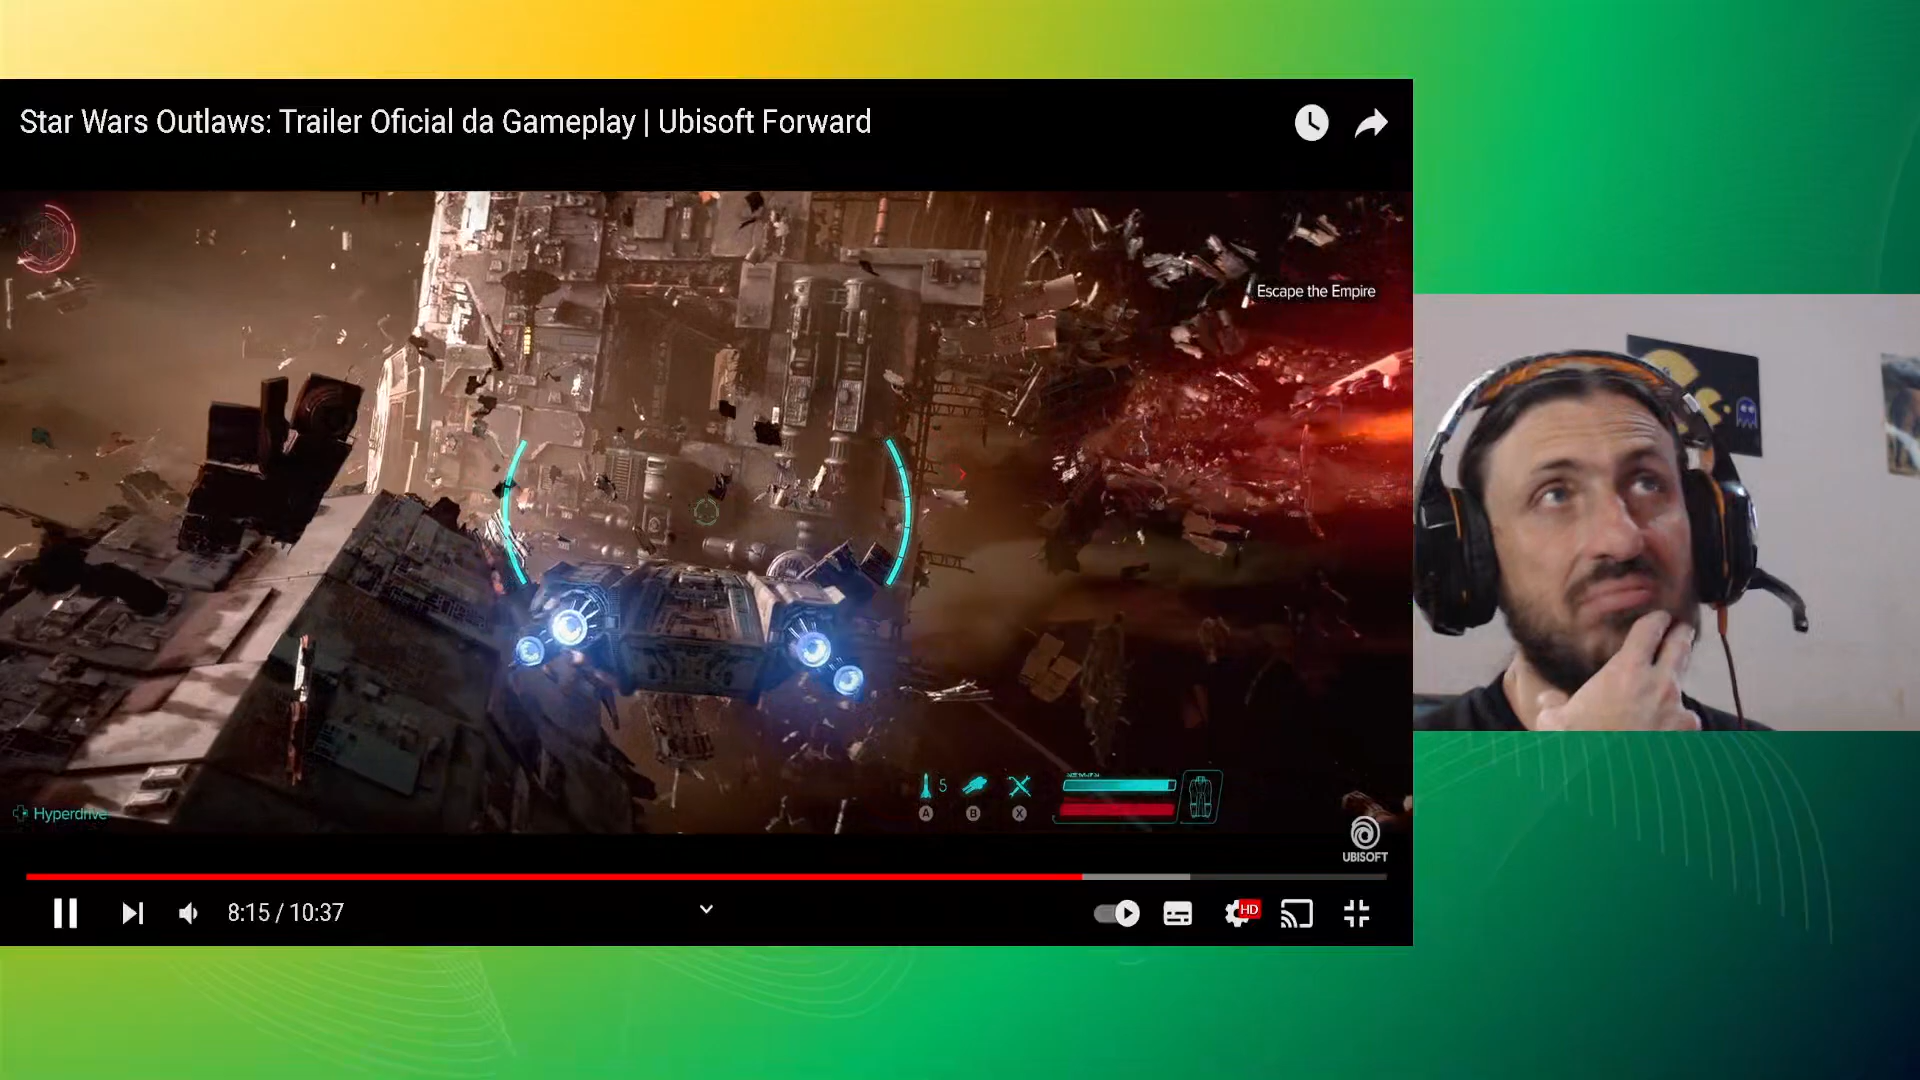 Star Wars Outlaws: Trailer Oficial da Gameplay | Ubisoft Forward
Escape the Empire
Hyperdrive
5
A B X
UBISOFT
8:15 / 10:37
HD